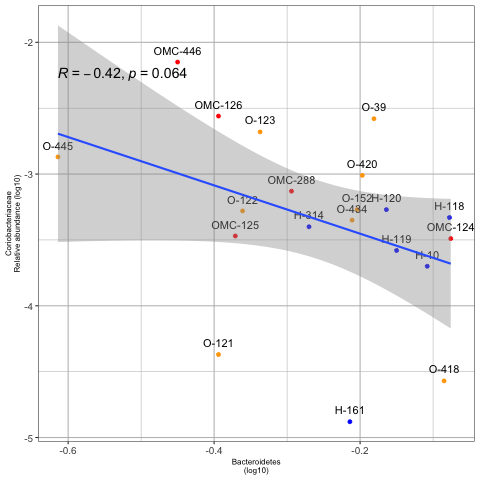 -2
-3
-4
-5
Coriobacteriaceae
Relative abundance (log10)
R = −0.42, p = 0.064
OMC-446
OMC-126
O-39
O-123
O-445
O-420
OMC-288
O-122
O-152
H-120
O-484
H-118
H-314
OMC-125
OMC-124
H-119
H-10
O-121
O-418
H-161
-0.6
-0.4
-0.2
Bacteroidetes
(log10)